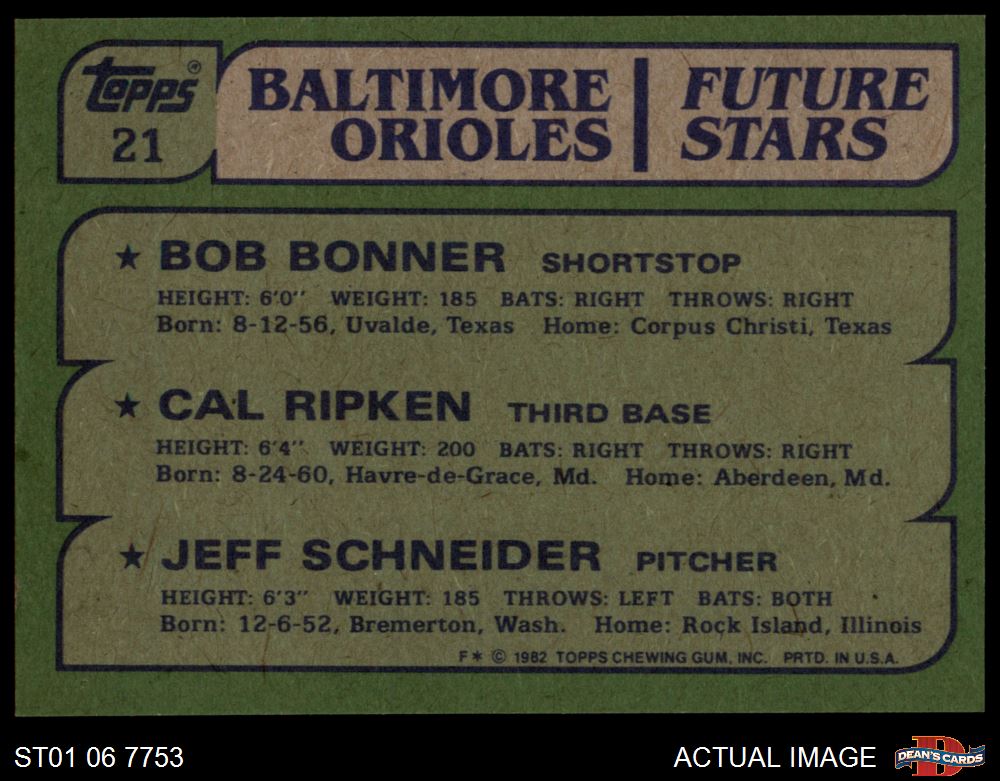 topps®
21
BALTIMORE ORIOLES
FUTURE STARS
★ BOB BONNER SHORTSTOP
HEIGHT: 6'0" WEIGHT: 185 BATS: RIGHT THROWS: RIGHT
Born: 8-12-56, Uvalde, Texas Home: Corpus Christi, Texas
★ CAL RIPKEN THIRD BASE
HEIGHT: 6'4" WEIGHT: 200 BATS: RIGHT THROWS: RIGHT
Born: 8-24-60, Havre-de-Grace, Md. Home: Aberdeen, Md.
★ JEFF SCHNEIDER PITCHER
HEIGHT: 6'3" WEIGHT: 185 THROWS: LEFT BATS: BOTH
Born: 12-6-52, Bremerton, Wash. Home: Rock Island, Illinois
F* © 1982 TOPPS CHEWING GUM, INC. PRTD. IN U.S.A.
ST01 06 7753
ACTUAL IMAGE
D
DEAN'S CARDS